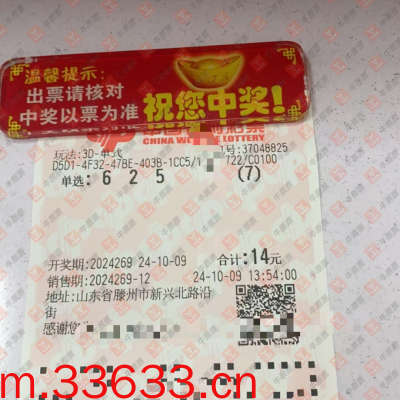 温馨提示:
出票请核对
中奖以票为准
祝您中奖!
CHINA WE LOTTERY
玩法:3D-单式
号:37048825
D5D1-4F32-47BE-403B-1CC5/1 722/C0100
单选: 6 2 5 (7)
开奖期:2024269 24-10-09 合计:14元
销售期:2024269-12 24-10-09 13:54:00
地址:山东省滕州市新兴北路沿
街
感谢您
m.33633.cn